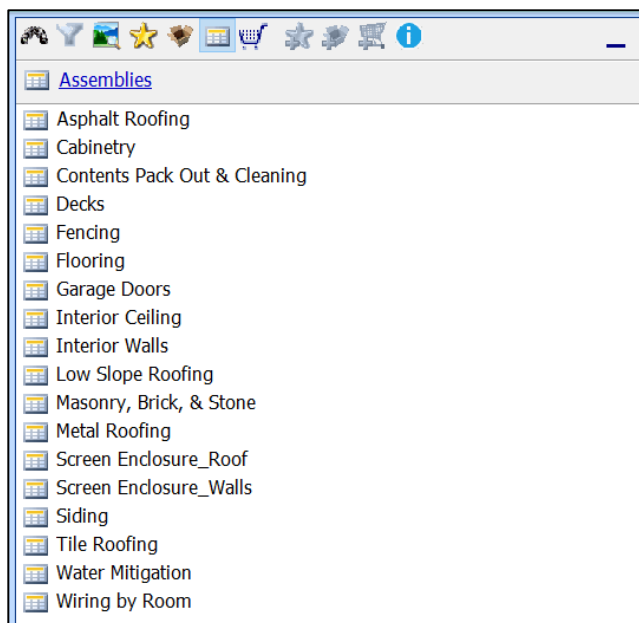 Assemblies
Asphalt Roofing
Cabinetry
Contents Pack Out & Cleaning
Decks
Fencing
Flooring
Garage Doors
Interior Ceiling
Interior Walls
Low Slope Roofing
Masonry, Brick, & Stone
Metal Roofing
Screen Enclosure_Roof
Screen Enclosure_Walls
Siding
Tile Roofing
Water Mitigation
Wiring by Room